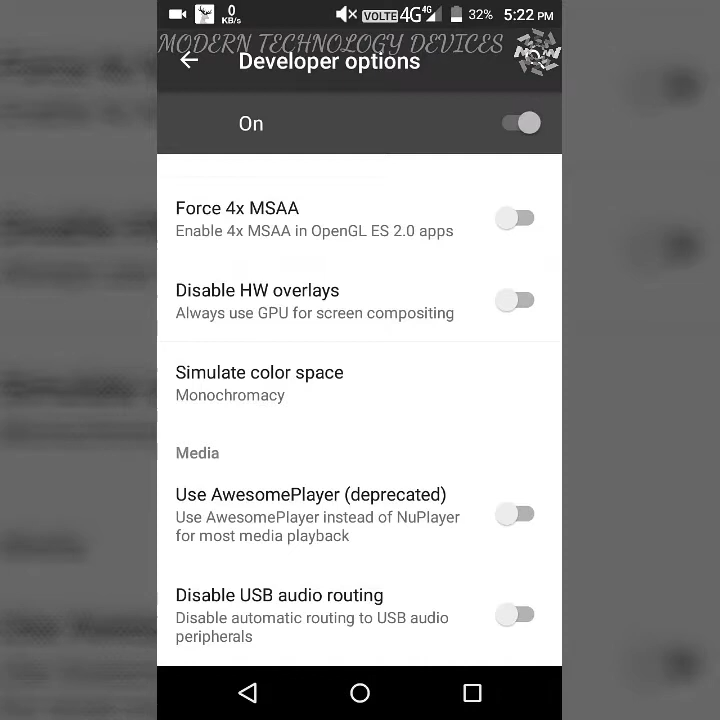 0
KB/s
VOLTE 4G 4G 32% 5:22 PM
MODERN TECHNOLOGY DEVICES
Developer options
On
Force 4x MSAA
Enable 4x MSAA in OpenGL ES 2.0 apps
Disable HW overlays
Always use GPU for screen compositing
Simulate color space
Monochromacy
Media
Use AwesomePlayer (deprecated)
Use AwesomePlayer instead of NuPlayer
for most media playback
Disable USB audio routing
Disable automatic routing to USB audio
peripherals